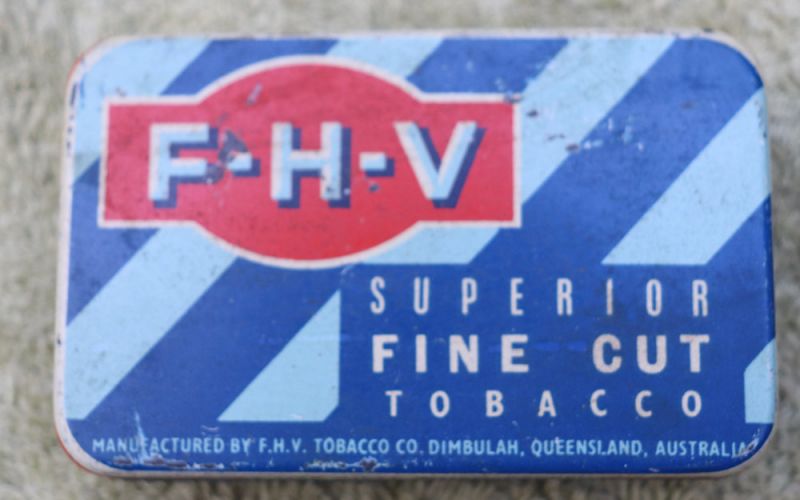 F-H-V
SUPERIOR
FINE CUT
TOBACCO
MANUFACTURED BY F.H.V. TOBACCO CO. DIMBULAH, QUEENSLAND, AUSTRALIA